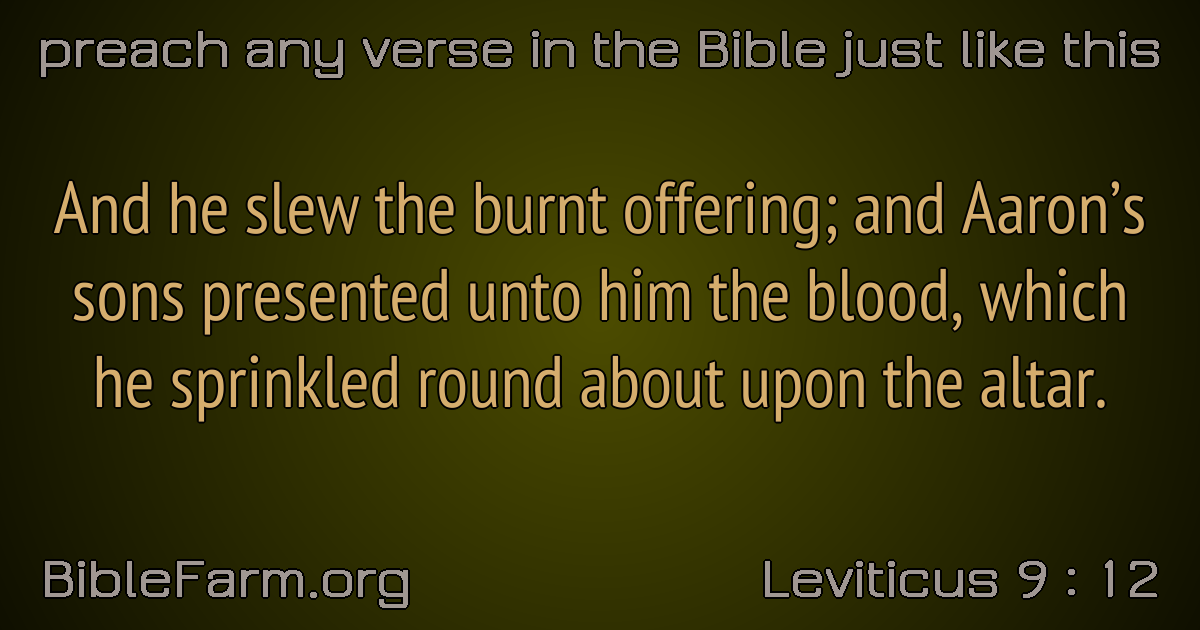 preach any verse in the Bible just like this
And he slew the burnt offering; and Aaron’s
sons presented unto him the blood, which
he sprinkled round about upon the altar.
BibleFarm.org
Leviticus 9 : 12